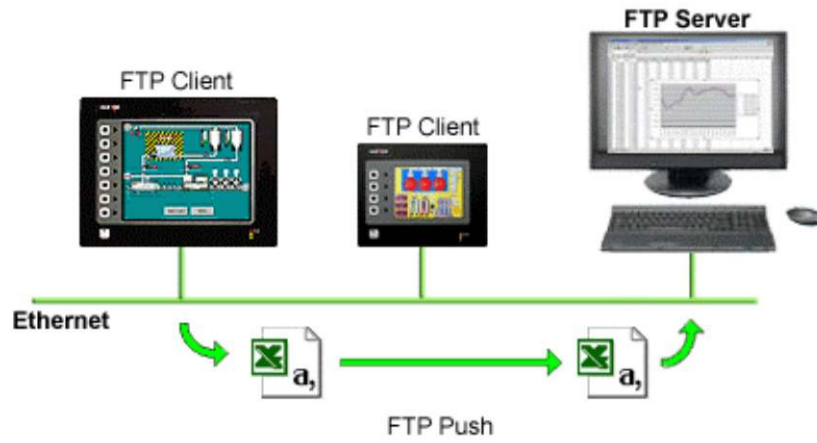 FTP Server
FTP Client
FTP Client
Ethernet
a,
a,
FTP Push